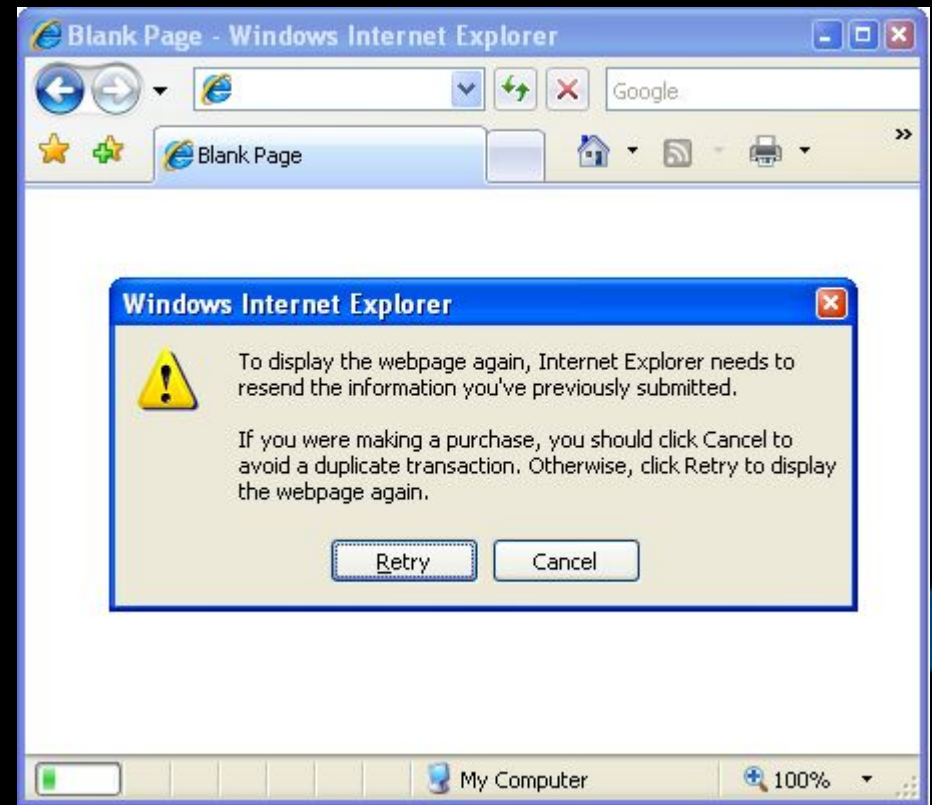 Blank Page - Windows Internet Explorer
Google
Blank Page
»
Windows Internet Explorer
To display the webpage again, Internet Explorer needs to
resend the information you've previously submitted.
If you were making a purchase, you should click Cancel to
avoid a duplicate transaction. Otherwise, click Retry to display
the webpage again.
Retry
Cancel
My Computer
100%